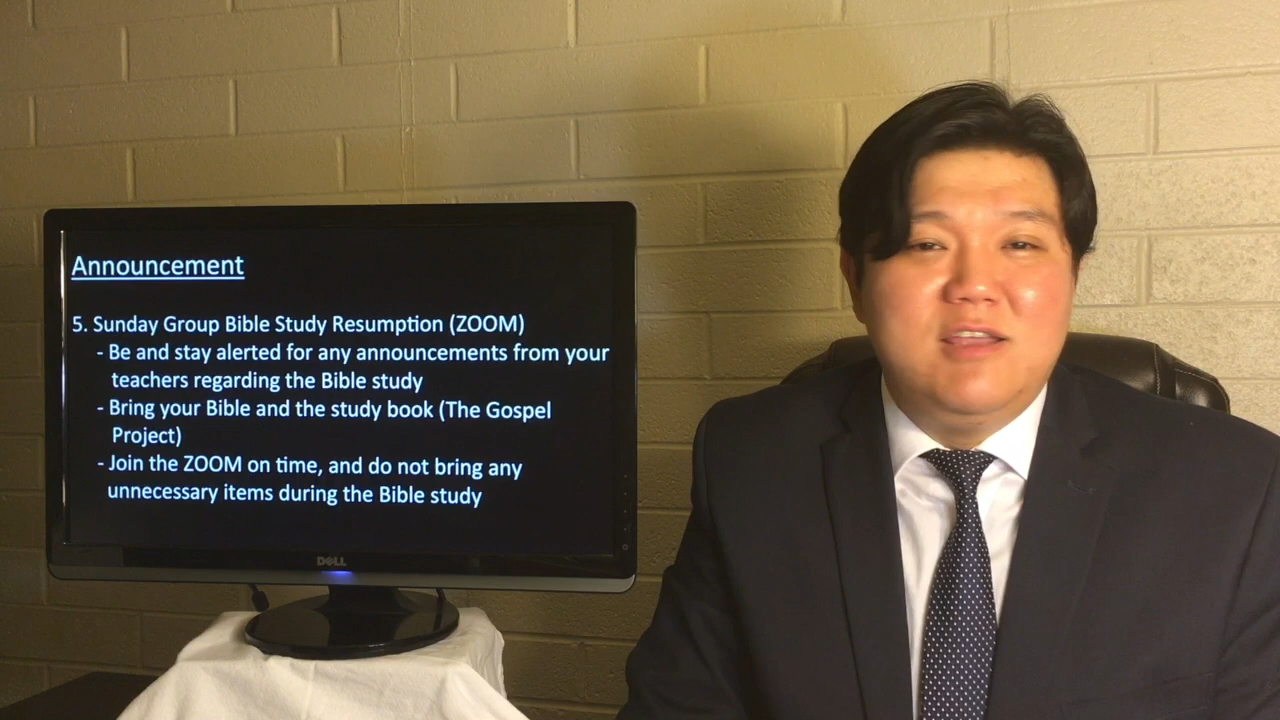 Announcement
5. Sunday Group Bible Study Resumption (ZOOM)
- Be and stay alerted for any announcements from your
teachers regarding the Bible study
- Bring your Bible and the study book (The Gospel
Project)
- Join the ZOOM on time, and do not bring any
unnecessary items during the Bible study
DELL